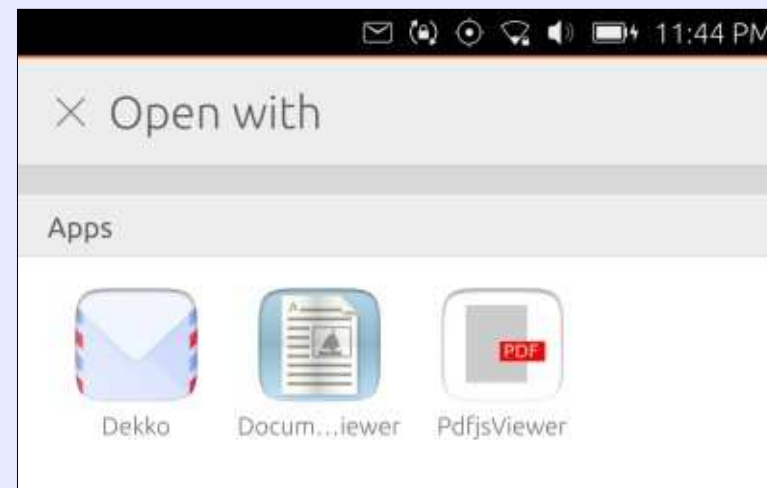 11:44 PM
Open with
Apps
PDF
Dekko
Docum...iewer
PdfjsViewer